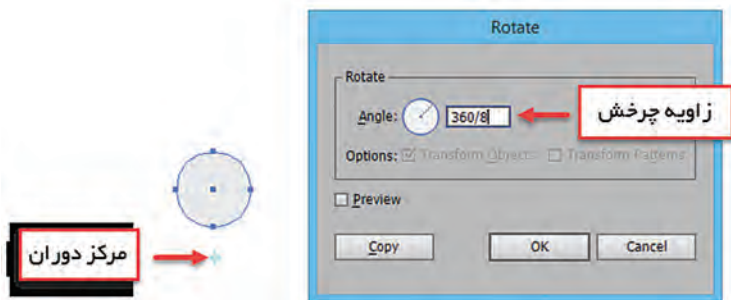 Rotate
Rotate
Angle: 360/8
زاویه چرخش
Options: Transform Objects Transform Patterns
Preview
Copy OK Cancel
مرکز دوران